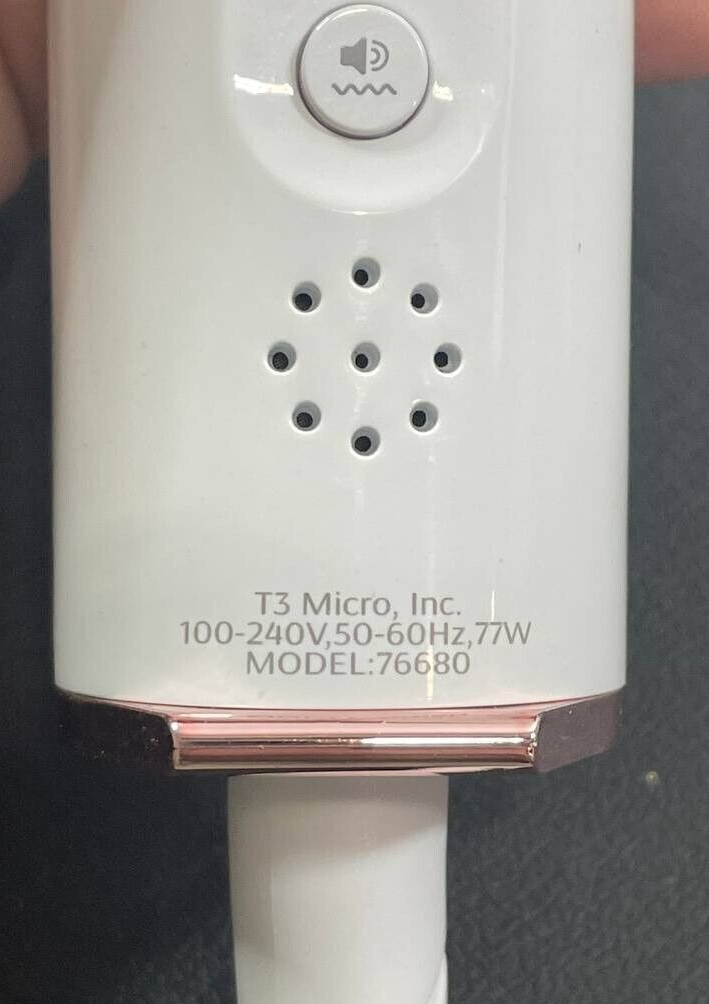 T3 Micro, Inc.
100-240V,50-60Hz,77W
MODEL:76680